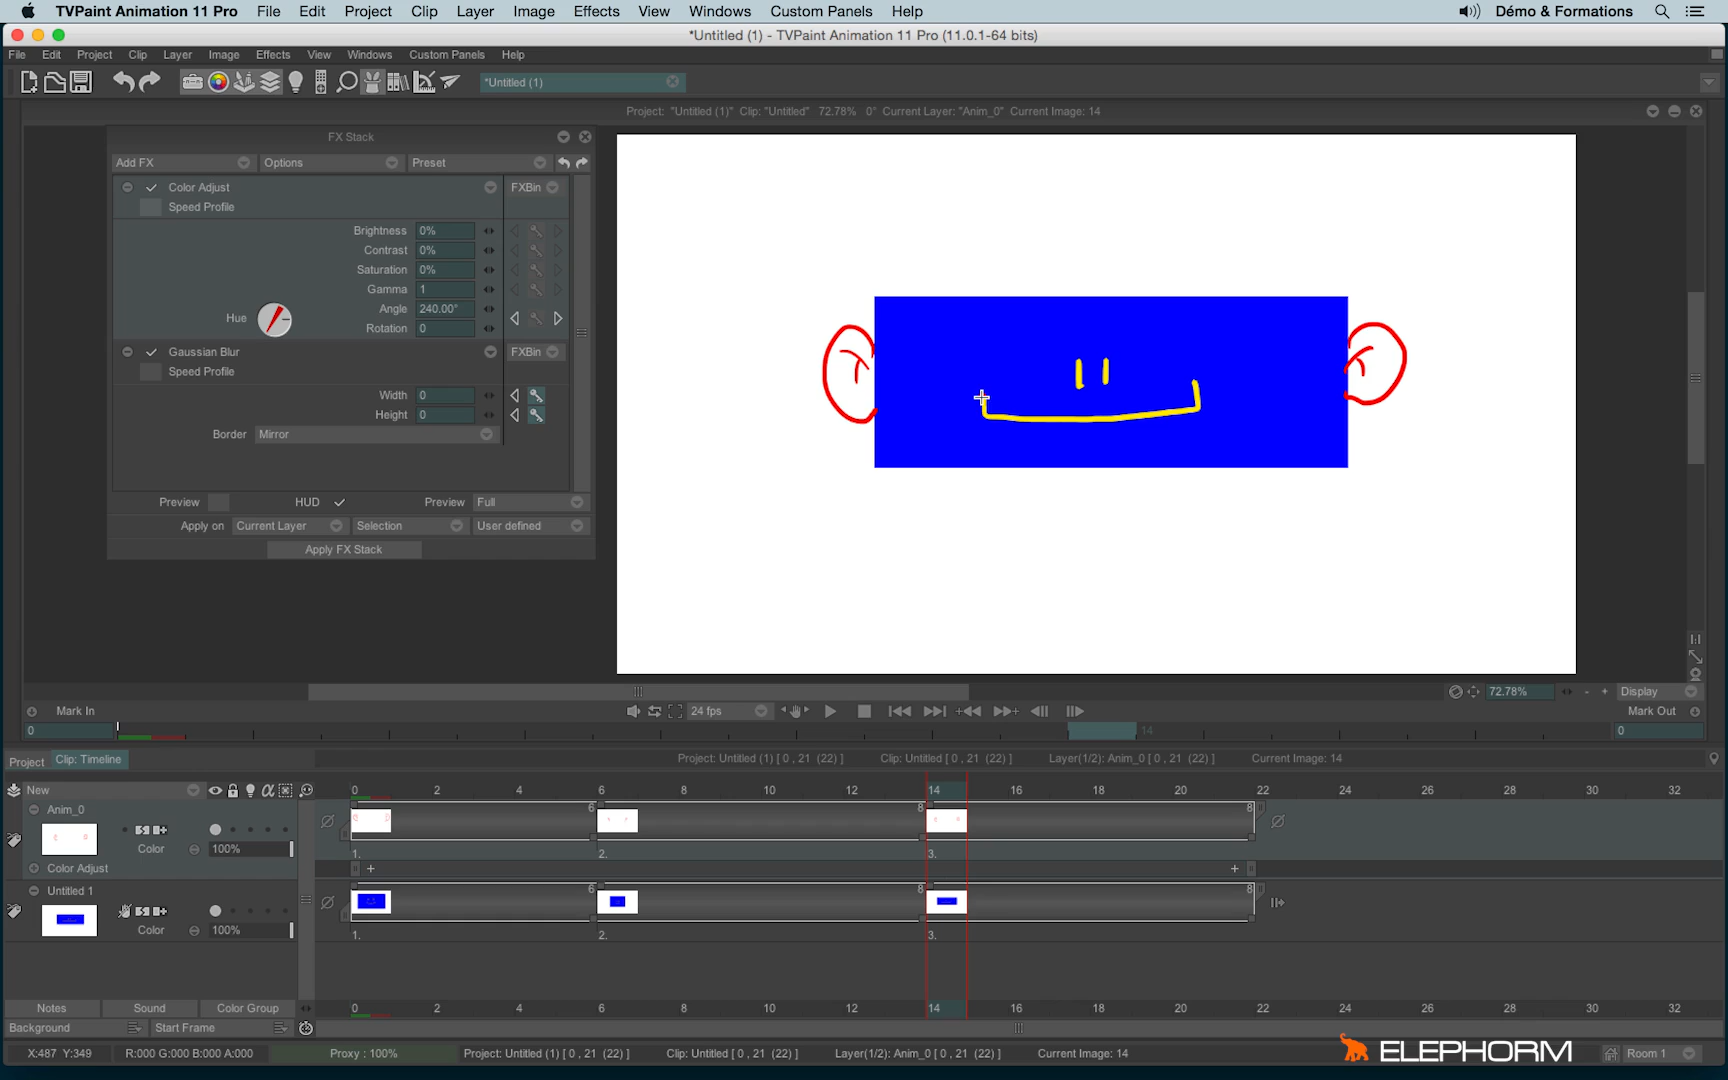 TVPaint Animation 11 Pro File Edit Project Clip Layer Image Effects View Windows Custom Panels Help Démo & Formations
*Untitled (1) - TVPaint Animation 11 Pro (11.0.1-64 bits)
File Edit Project Clip Layer Image Effects View Windows Custom Panels Help
*Untitled (1)
Project: "Untitled (1)" Clip: "Untitled" 72.78% 0° Current Layer: "Anim_0" Current Image: 14
FX Stack
Add FX Options Preset
Color Adjust FXBin
Speed Profile
Brightness 0%
Contrast 0%
Saturation 0%
Gamma 1
Angle 240.00°
Hue
Rotation 0
Gaussian Blur FXBin
Speed Profile
Width 0
Height 0
Border Mirror
Preview HUD Preview Full
Apply on Current Layer Selection User defined
Apply FX Stack
72.78% - + Display
Mark In 24 fps Mark Out
0 14 0
Project Clip: Timeline Project: Untitled (1) [ 0 , 21 (22) ] Clip: Untitled [ 0 , 21 (22) ] Layer(1/2): Anim_0 [ 0 , 21 (22) ] Current Image: 14
New 0 2 4 6 8 10 12 14 16 18 20 22 24 26 28 30 32
Anim_0 6 8 8
Color 100%
1. 2. 3.
Color Adjust + +
Untitled 1 6 8 8
Color 100%
1. 2. 3.
Notes Sound Color Group 0 2 4 6 8 10 12 14 16 18 20 22 24 26 28 30 32
Background Start Frame
X:487 Y:349 R:000 G:000 B:000 A:000 Proxy : 100% Project: Untitled (1) [ 0 , 21 (22) ] Clip: Untitled [ 0 , 21 (22) ] Layer(1/2): Anim_0 [ 0 , 21 (22) ] Current Image: 14 ELEPHORM Room 1